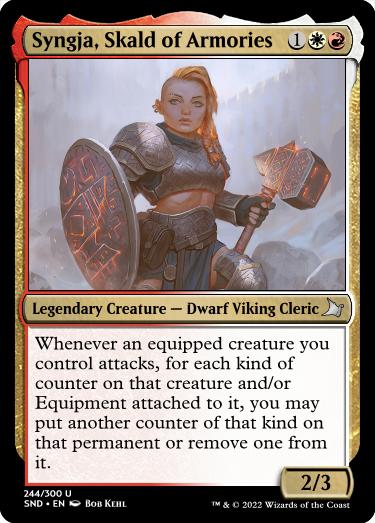 Syngja, Skald of Armories 1
Legendary Creature — Dwarf Viking Cleric
Whenever an equipped creature you
control attacks, for each kind of
counter on that creature and/or
Equipment attached to it, you may
put another counter of that kind on
that permanent or remove one from
it.
2/3
244/300 U
SND • EN Bob Kehl
™ & © 2022 Wizards of the Coast